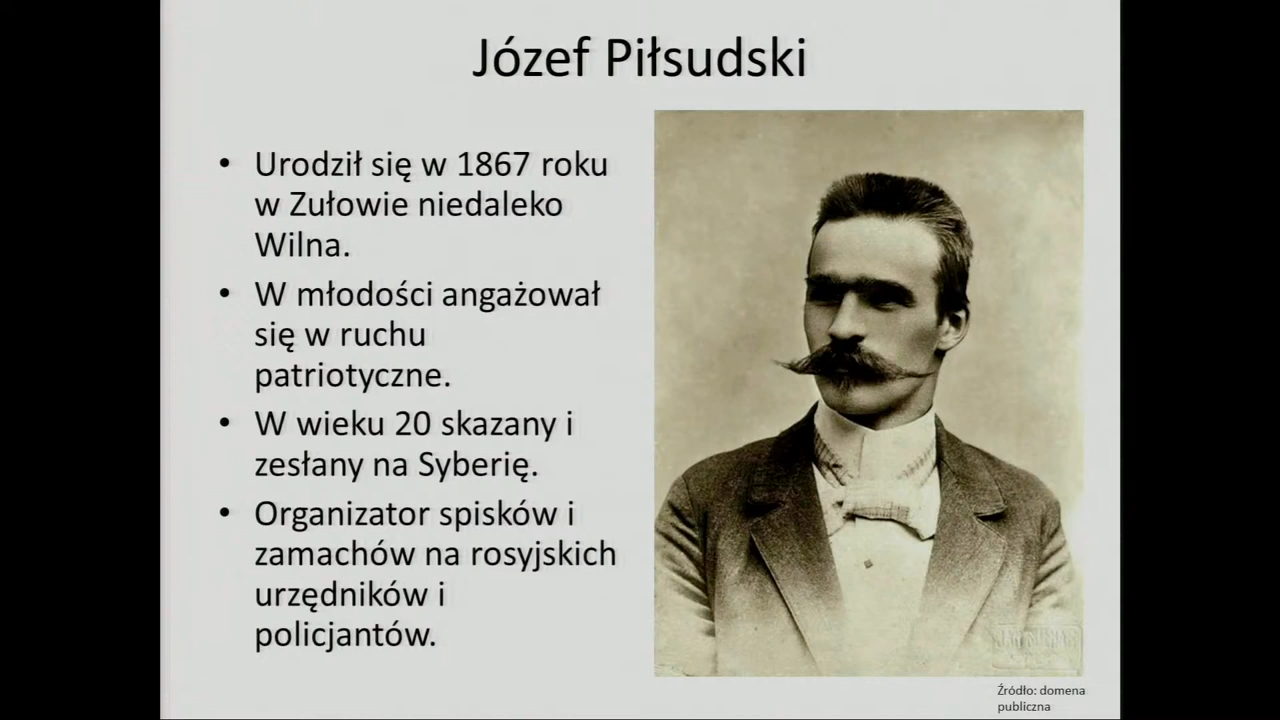 Józef Piłsudski
• Urodził się w 1867 roku
w Zułowie niedaleko
Wilna.
• W młodości angażował
się w ruchu
patriotyczne.
• W wieku 20 skazany i
zesłany na Syberię.
• Organizator spisków i
zamachów na rosyjskich
urzędników i
policjantów.
Źródło: domena
publiczna